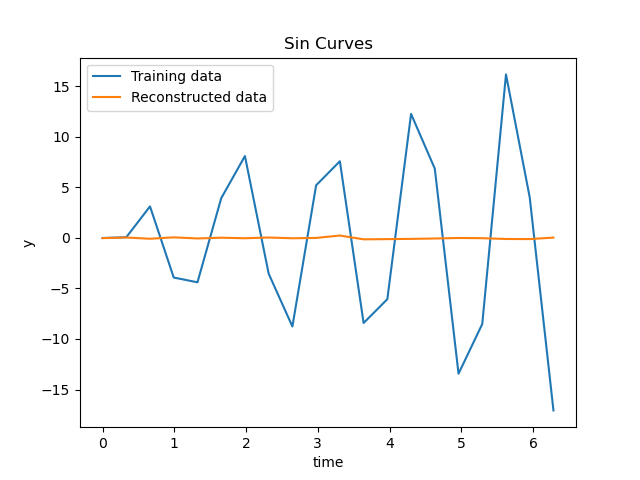 Sin Curves
Training data
Reconstructed data
15
10
5
0
−5
−10
−15
y
0 1 2 3 4 5 6
time